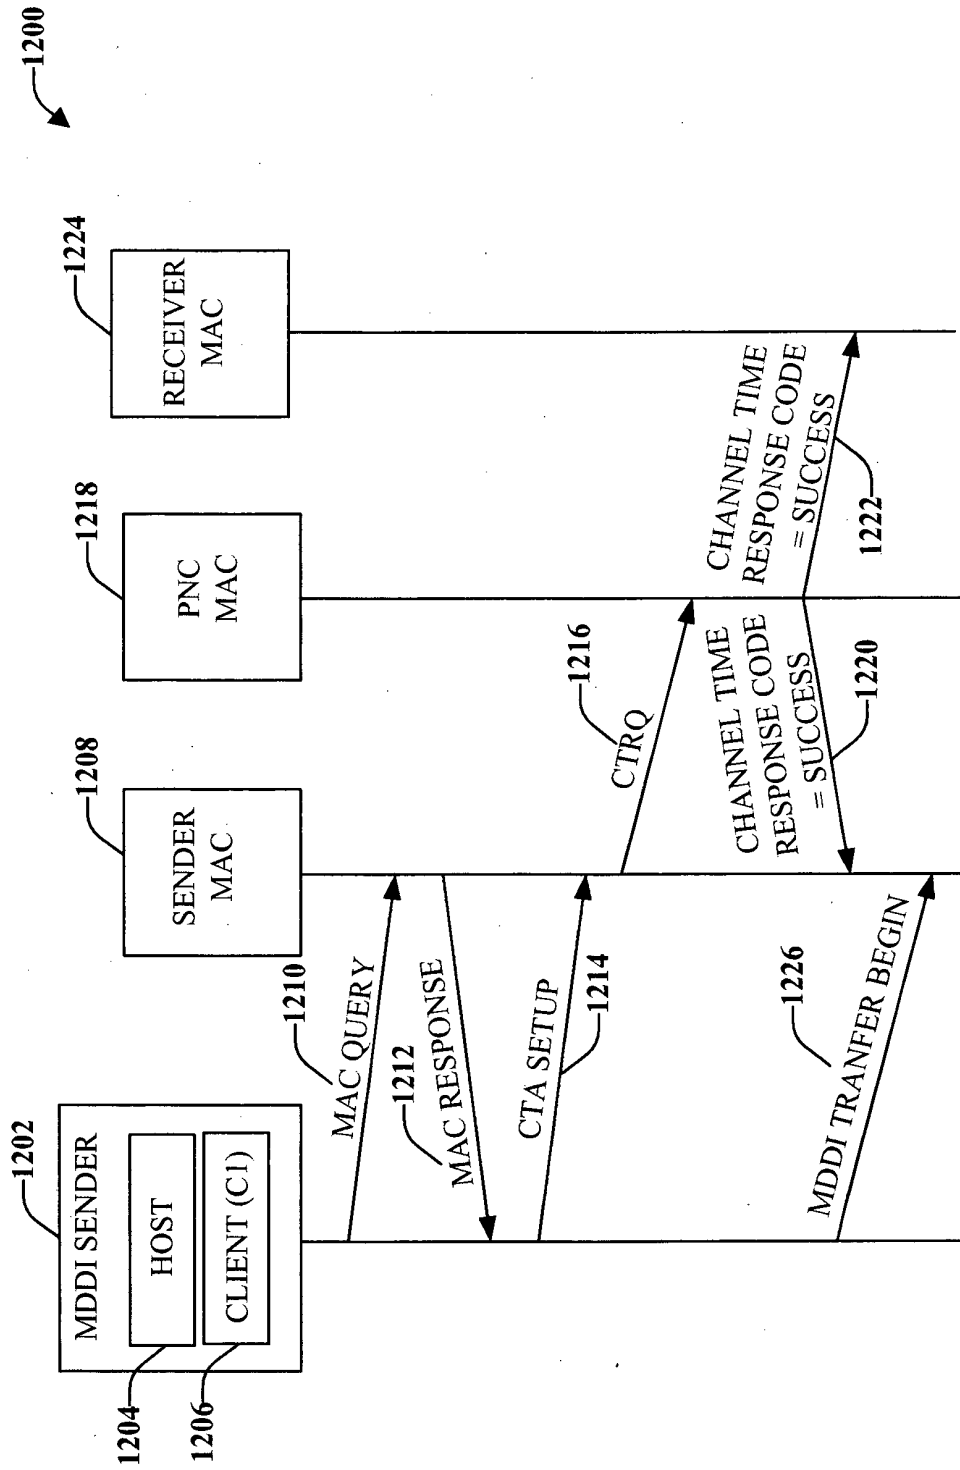 1200
1202
MDDI SENDER
HOST
CLIENT (C1)
1204
1206
1208
SENDER
MAC
1218
PNC
MAC
1224
RECEIVER
MAC
1210
MAC QUERY
1212
MAC RESPONSE
CTA SETUP
1214
1216
CTRQ
CHANNEL TIME
RESPONSE CODE
= SUCCESS
1220
CHANNEL TIME
RESPONSE CODE
= SUCCESS
1222
1226
MDDI TRANFER BEGIN